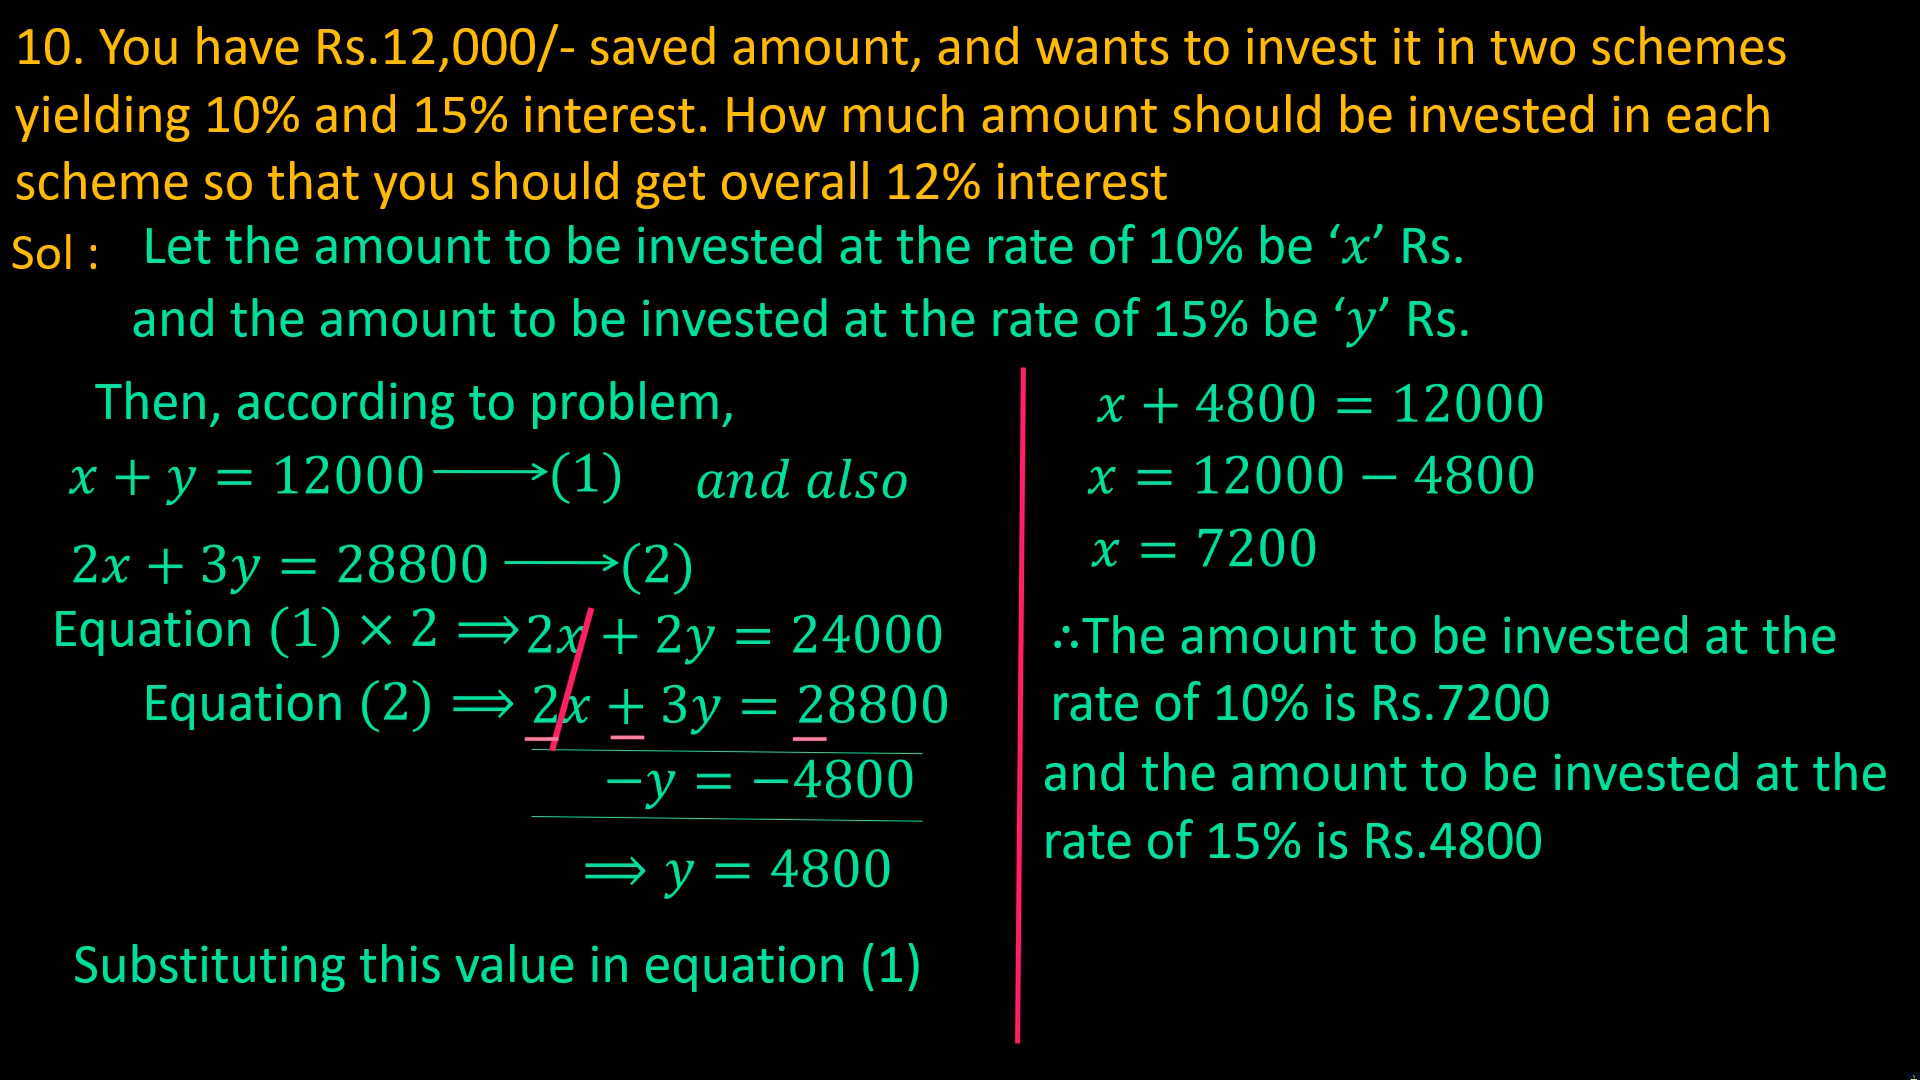 10. You have Rs.12,000/- saved amount, and wants to invest it in two schemes
yielding 10% and 15% interest. How much amount should be invested in each
scheme so that you should get overall 12% interest
Sol : Let the amount to be invested at the rate of 10% be ‘x’ Rs.
and the amount to be invested at the rate of 15% be ‘y’ Rs.
Then, according to problem,
x + y = 12000 ⟶ (1) and also
2x + 3y = 28800 ⟶ (2)
Equation (1) × 2 ⟹ 2x + 2y = 24000
Equation (2) ⟹ 2x + 3y = 28800
−y = −4800
⟹ y = 4800
Substituting this value in equation (1)
x + 4800 = 12000
x = 12000 − 4800
x = 7200
∴The amount to be invested at the
rate of 10% is Rs.7200
and the amount to be invested at the
rate of 15% is Rs.4800